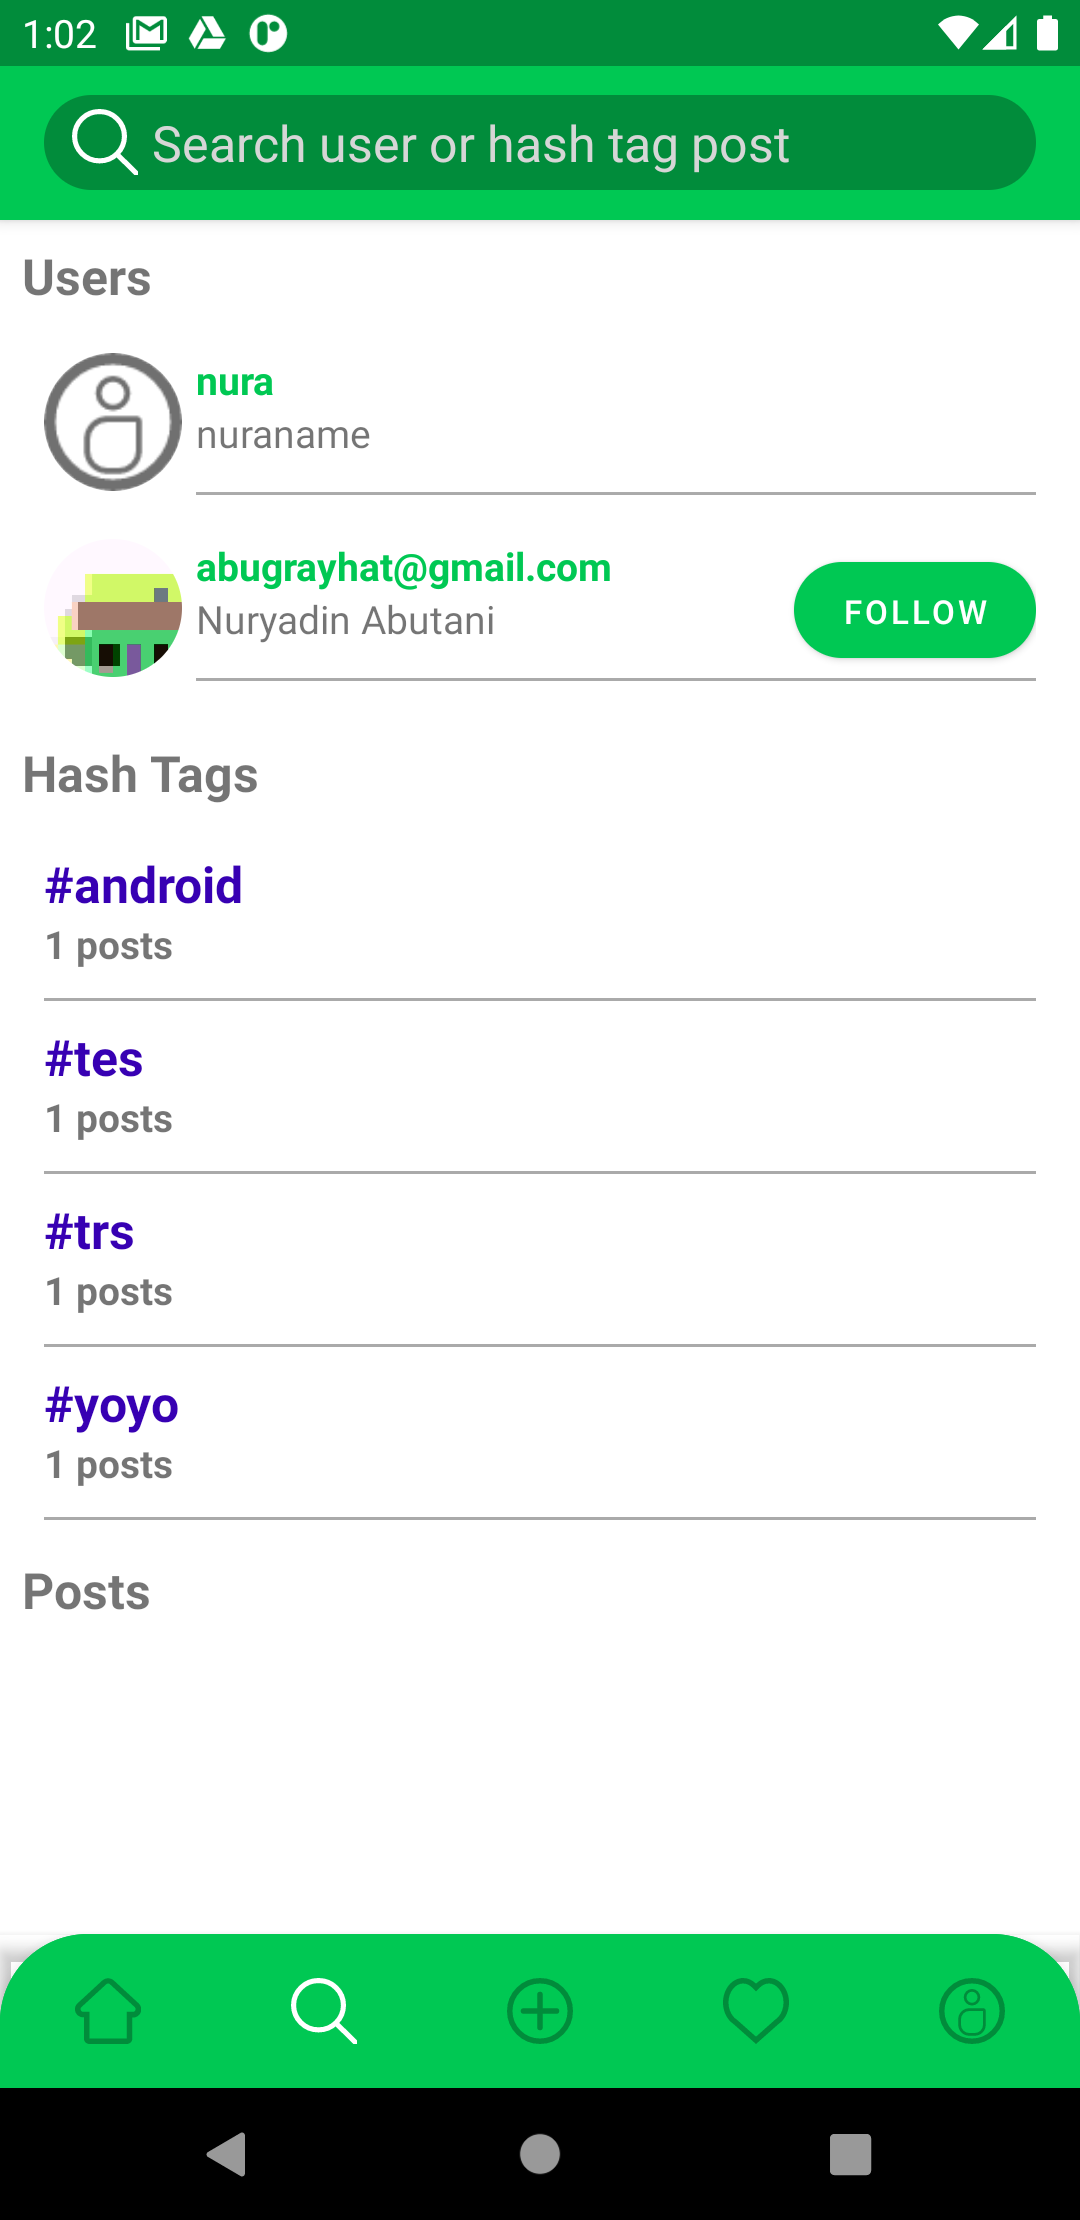 1:02
Search user or hash tag post
Users
nura
nuraname
abugrayhat@gmail.com
Nuryadin Abutani
FOLLOW
Hash Tags
#android
1 posts
#tes
1 posts
#trs
1 posts
#yoyo
1 posts
Posts